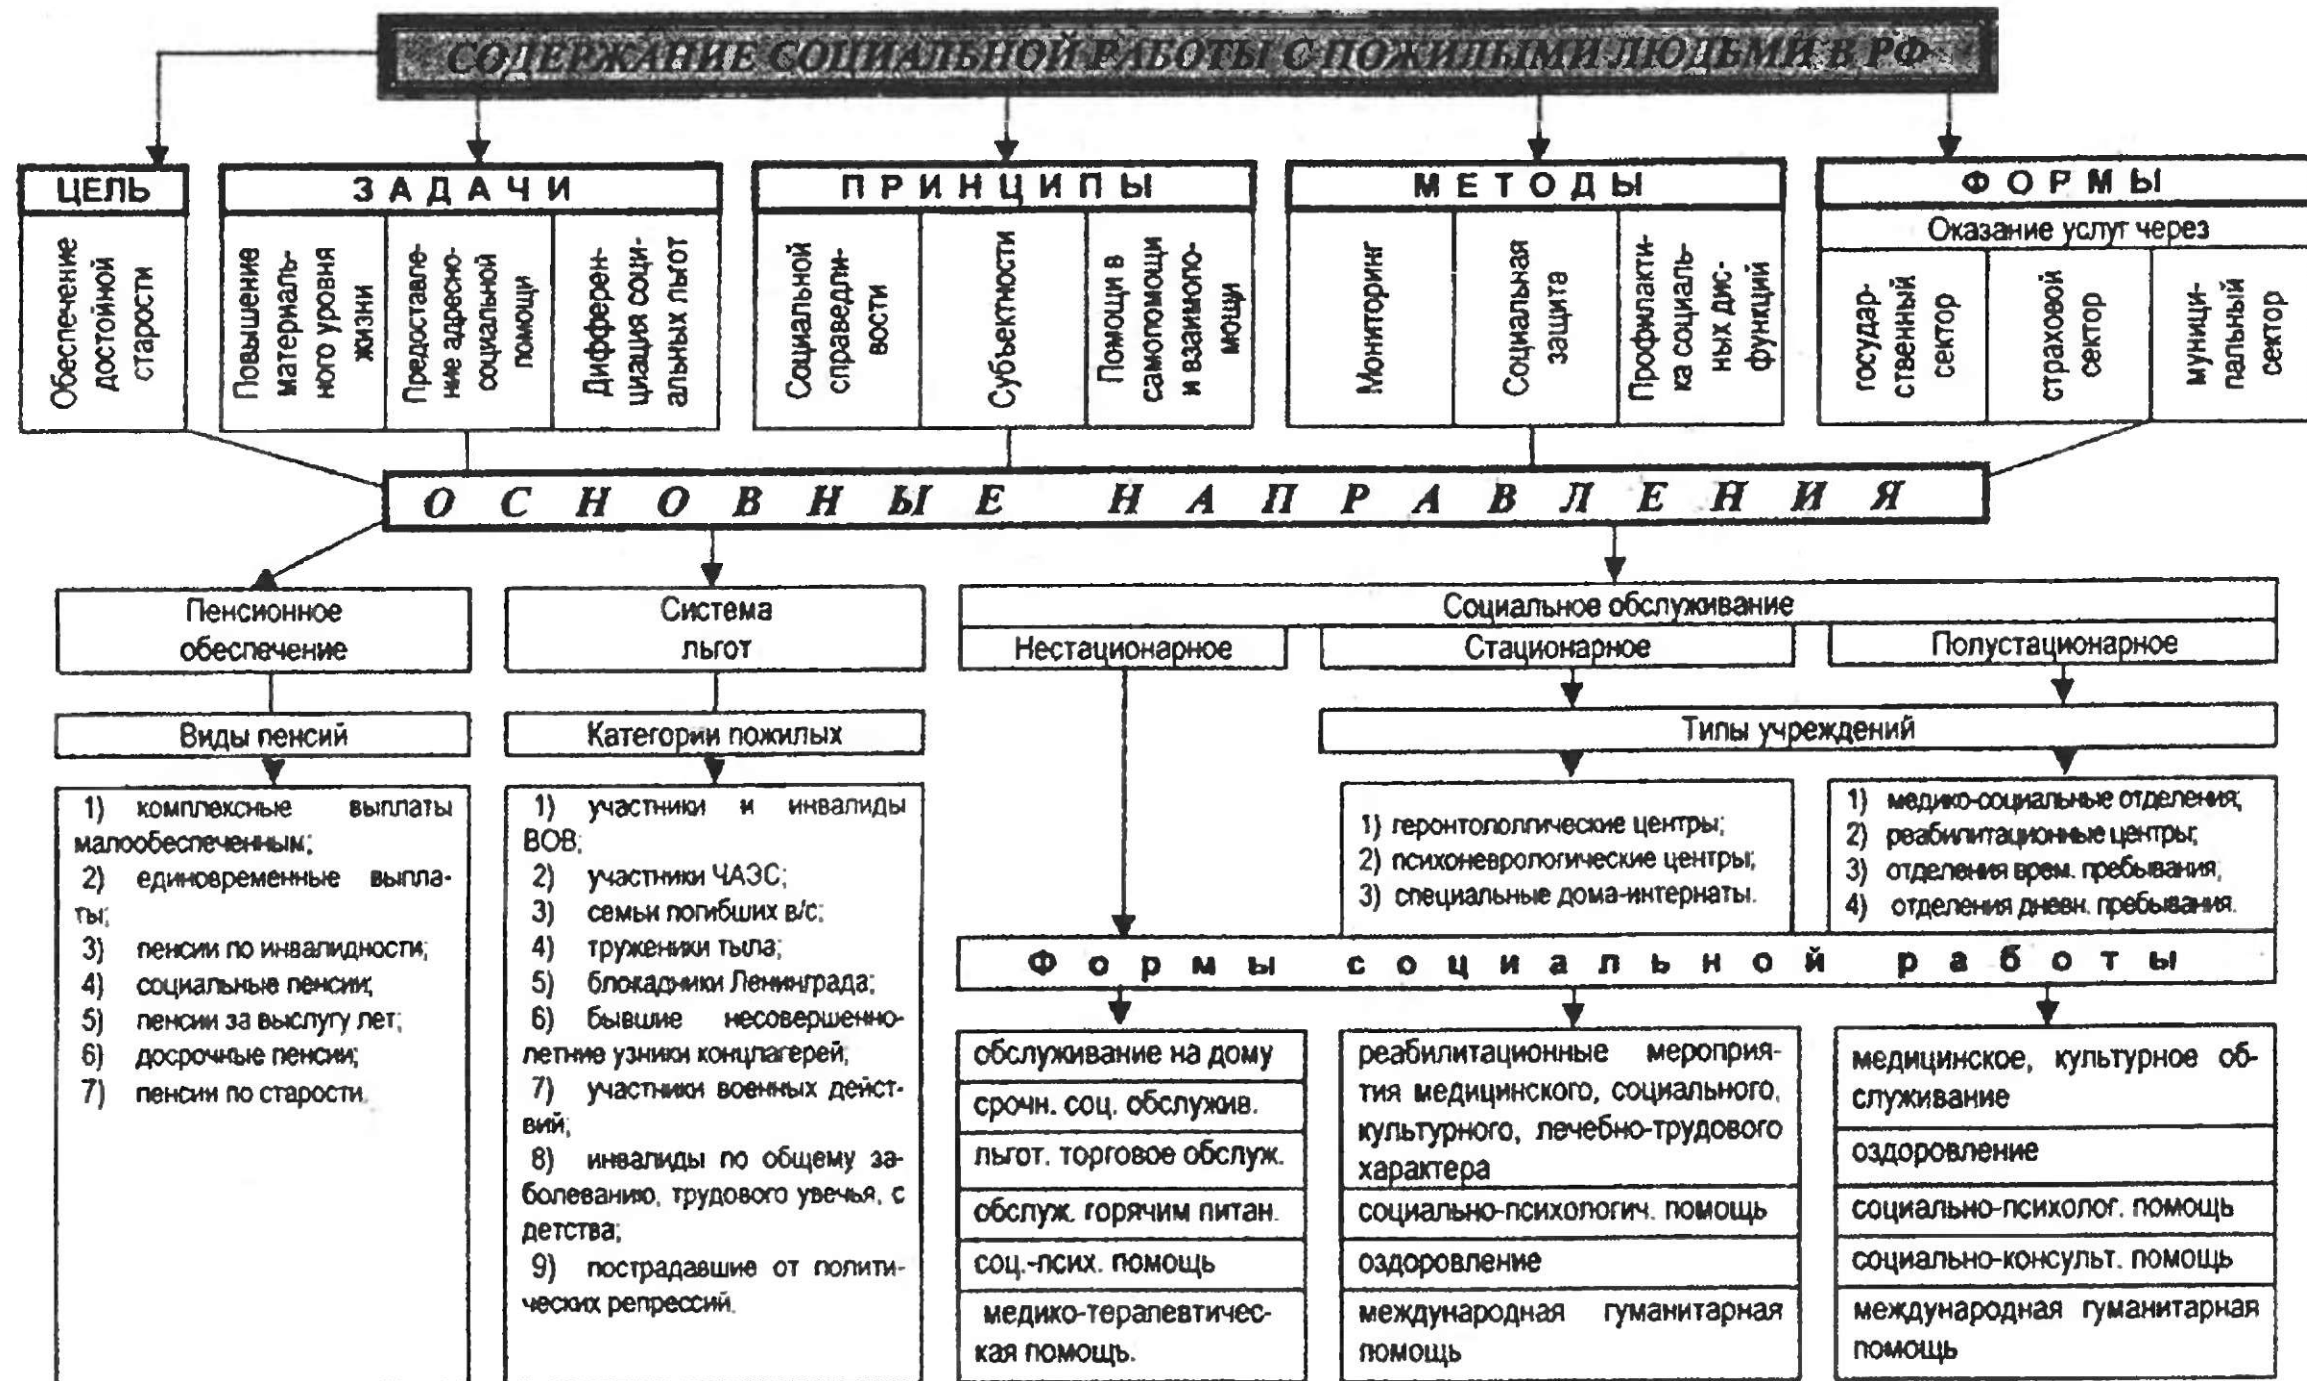 СОДЕРЖАНИЕ СОЦИАЛЬНОЙ РАБОТЫ С ПОЖИЛЫМИ ЛЮДЬМИ В РФ
ЦЕЛЬ
Обеспечение
достойной
старости
ЗАДАЧИ
Повышение
материаль-
ного уровня
жизни
Предоставле-
ние адресно-
социальной
помощи
Дифферен-
циация соци-
альных льгот
ПРИНЦИПЫ
Социальной
справедли-
вости
Субъектности
Помощи в
самопомощи
и взаимопо-
мощи
МЕТОДЫ
Мониторинг
Социальная
защита
Профилакти-
ка социаль-
ных дис-
функций
ФОРМЫ
Оказание услуг через
государ-
ственный
сектор
страховой
сектор
муници-
пальный
сектор
ОСНОВНЫЕ НАПРАВЛЕНИЯ
Пенсионное
обеспечение
Виды пенсий
1) комплексные выплаты
малообеспеченным;
2) единовременные выпла-
ты;
3) пенсии по инвалидности;
4) социальные пенсии;
5) пенсии за выслугу лет;
6) досрочные пенсии;
7) пенсии по старости.
Система
льгот
Категории пожилых
1) участники и инвалиды
ВОВ;
2) участники ЧАЭС;
3) семьи погибших в/с;
4) труженики тыла;
5) блокадники Ленинграда;
6) бывшие несовершенно-
летние узники концлагерей;
7) участники военных дейст-
вий;
8) инвалиды по общему за-
болеванию, трудового увечья, с
детства;
9) пострадавшие от полити-
ческих репрессий.
Социальное обслуживание
Нестационарное
Стационарное
Полустационарное
Типы учреждений
1) геронтололгические центры;
2) психоневрологические центры;
3) специальные дома-интернаты.
1) медико-социальные отделения;
2) реабилитационные центры;
3) отделения врем. пребывания;
4) отделения дневн. пребывания.
Формы социальной работы
обслуживание на дому
срочн. соц. обслужив.
льгот. торговое обслуж.
обслуж. горячим питан.
соц.-псих. помощь
медико-терапевтичес-
кая помощь.
реабилитационные мероприя-
тия медицинского, социального,
культурного, лечебно-трудового
характера
социально-психологич. помощь
оздоровление
международная гуманитарная
помощь
медицинское, культурное об-
служивание
оздоровление
социально-психолог. помощь
социально-консульт. помощь
международная гуманитарная
помощь